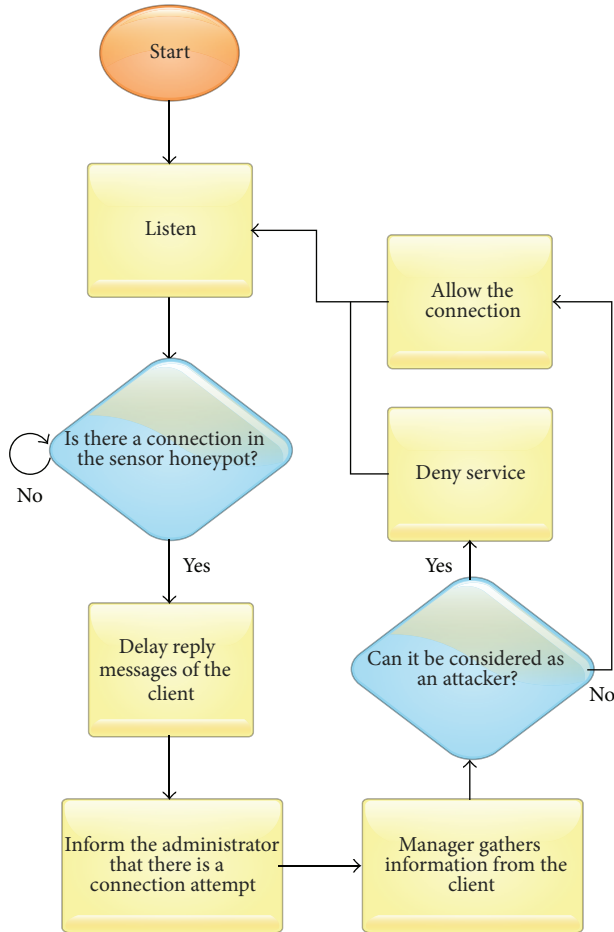 Start
Listen
Is there a connection in
the sensor honeypot?
No
Yes
Delay reply
messages of the
client
Inform the administrator
that there is a
connection attempt
Manager gathers
information from the
client
Can it be considered as
an attacker?
Yes
No
Deny service
Allow the
connection